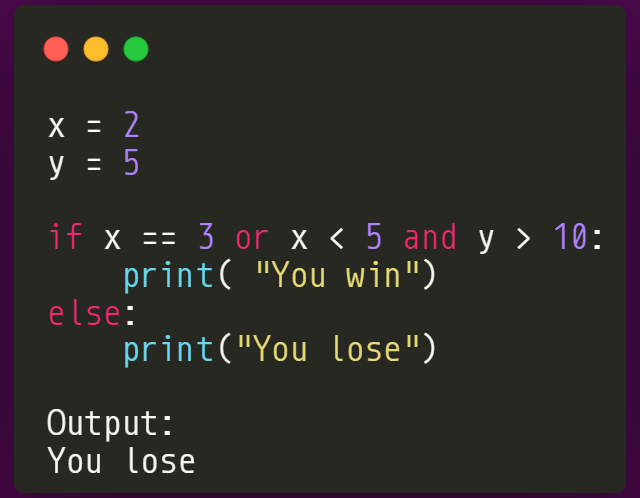 x = 2
y = 5
if x == 3 or x < 5 and y > 10:
    print( "You win")
else:
    print("You lose")
Output:
You lose